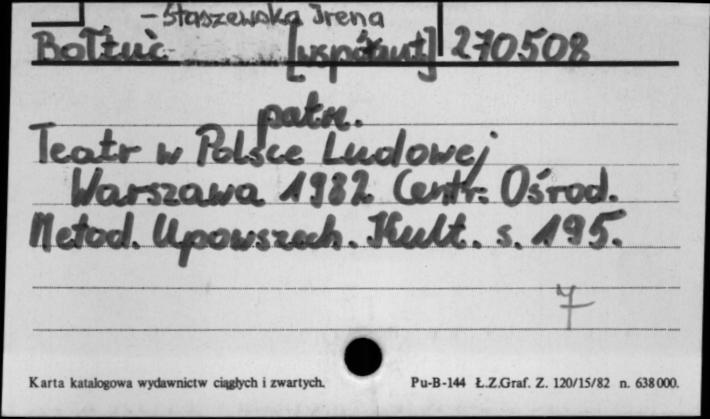 - Staszewska Irena
Bołtuć [współaut] 270508
patrz.
Teatr w Polsce Ludowej
Warszawa 1982 Centr. Ośrod.
Metod. Upowszech. Kult. s. 195.
7
Karta katalogowa wydawnictw ciągłych i zwartych. Pu-B-144 Ł.Z.Graf. Z. 120/15/82 n. 638000.